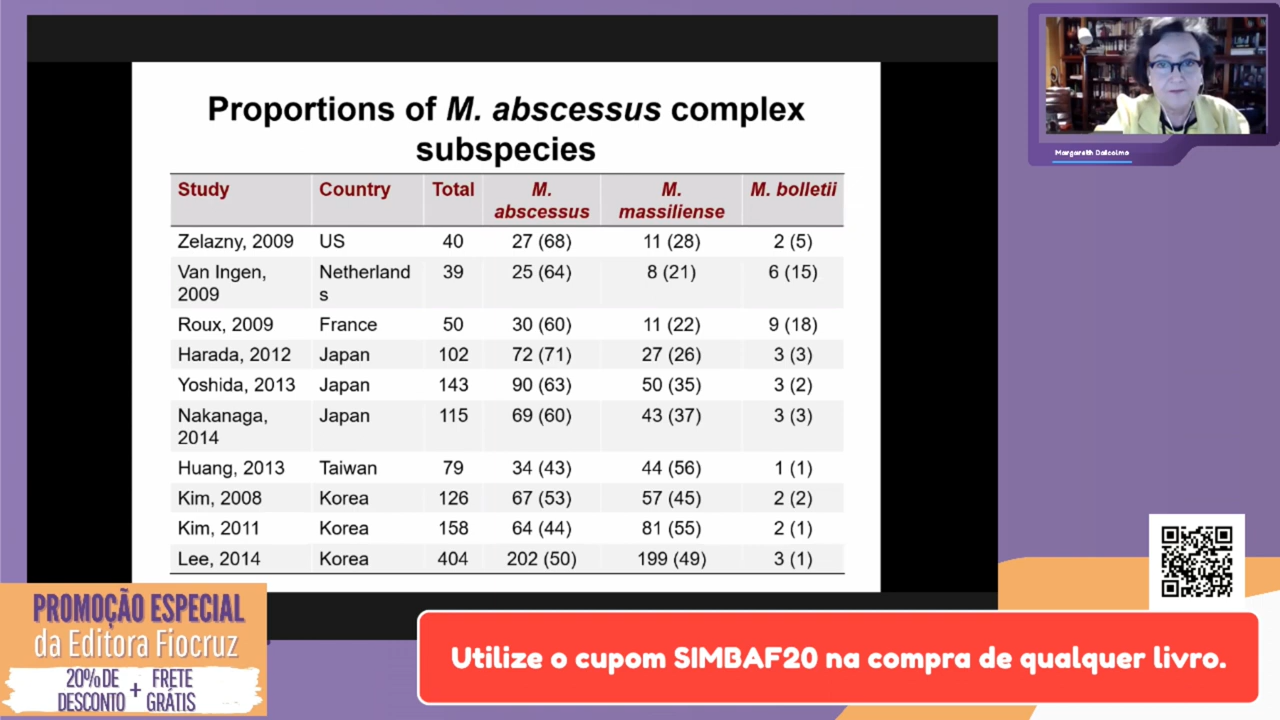 Proportions of M. abscessus complex
subspecies
Study Country Total M. abscessus M. massiliense M. bolletii
Zelazny, 2009 US 40 27 (68) 11 (28) 2 (5)
Van Ingen, 2009 Netherlands 39 25 (64) 8 (21) 6 (15)
Roux, 2009 France 50 30 (60) 11 (22) 9 (18)
Harada, 2012 Japan 102 72 (71) 27 (26) 3 (3)
Yoshida, 2013 Japan 143 90 (63) 50 (35) 3 (2)
Nakanaga, 2014 Japan 115 69 (60) 43 (37) 3 (3)
Huang, 2013 Taiwan 79 34 (43) 44 (56) 1 (1)
Kim, 2008 Korea 126 67 (53) 57 (45) 2 (2)
Kim, 2011 Korea 158 64 (44) 81 (55) 2 (1)
Lee, 2014 Korea 404 202 (50) 199 (49) 3 (1)
Margareth Dalcolmo
PROMOÇÃO ESPECIAL
da Editora Fiocruz
20% DE DESCONTO + FRETE GRÁTIS
Utilize o cupom SIMBAF20 na compra de qualquer livro.